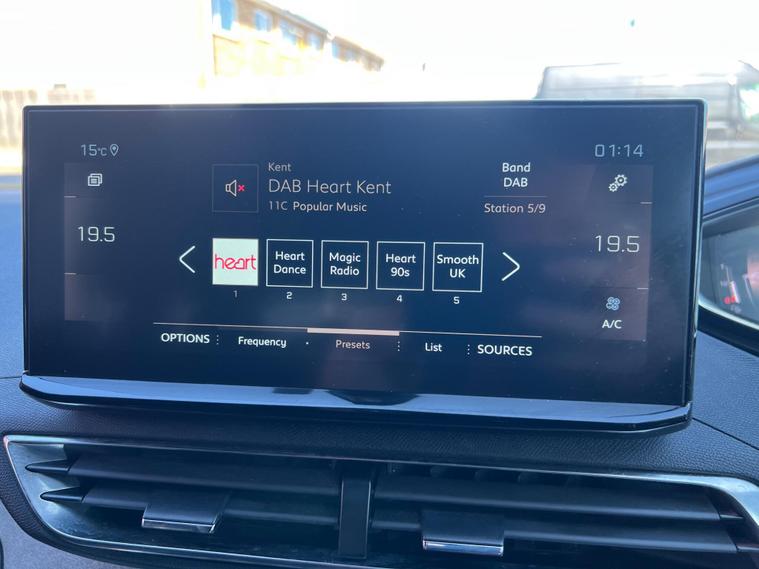 15°C
01:14
Kent
DAB Heart Kent
11C Popular Music
Band
DAB
Station 5/9
19.5
19.5
heart
1
Heart
Dance
2
Magic
Radio
3
Heart
90s
4
Smooth
UK
5
A/C
OPTIONS
Frequency
Presets
List
SOURCES